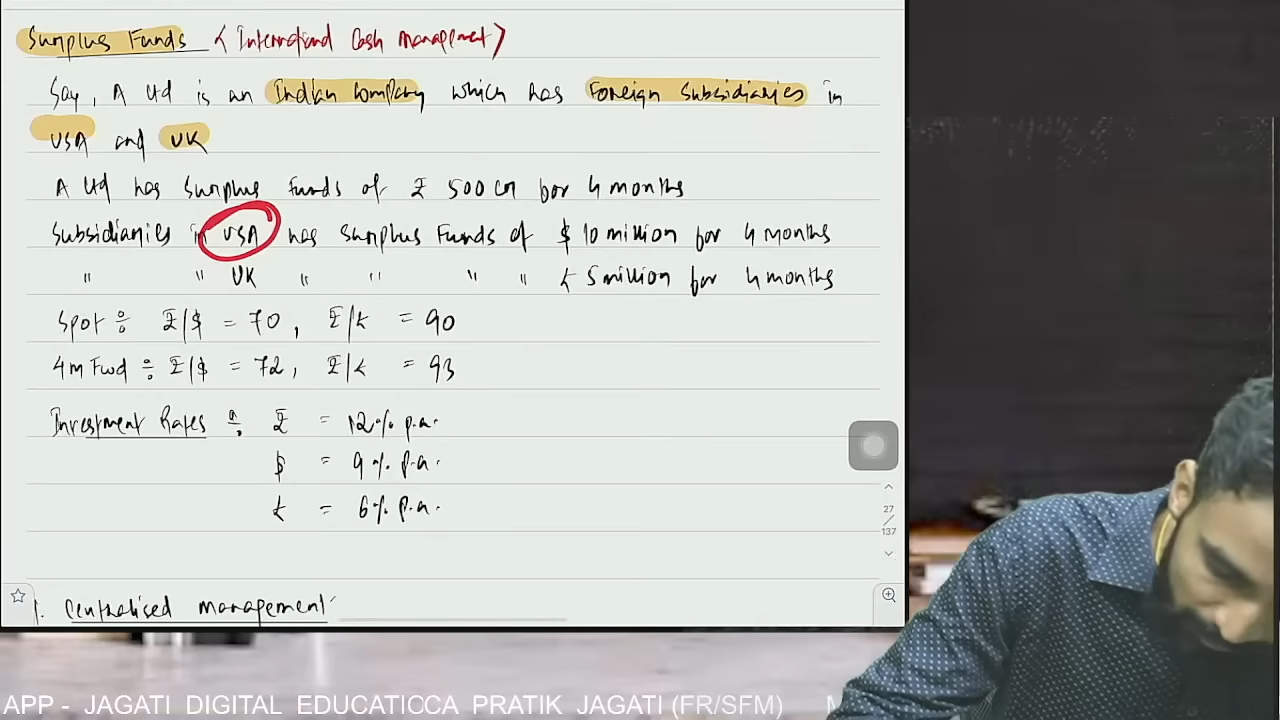 Surplus Funds (International Cash Management)
Say, A Ltd is an Indian Company which has Foreign Subsidiaries in
USA and UK
A Ltd has Surplus Funds of ₹ 500 cr for 4 months
Subsidiaries in USA has Surplus Funds of $ 10 million for 4 months
" " UK " " " " £ 5 million for 4 months
Spot : ₹/$ = 70, ₹/£ = 90
4m Fwd : ₹/$ = 72, ₹/£ = 93
Investment Rates : ₹ = 12% p.a.
$ = 9% p.a.
£ = 6% p.a.
27
/
137
1. Centralised management
APP - JAGATI DIGITAL EDUCATIOCCA PRATIK JAGATI (FR/SFM) M